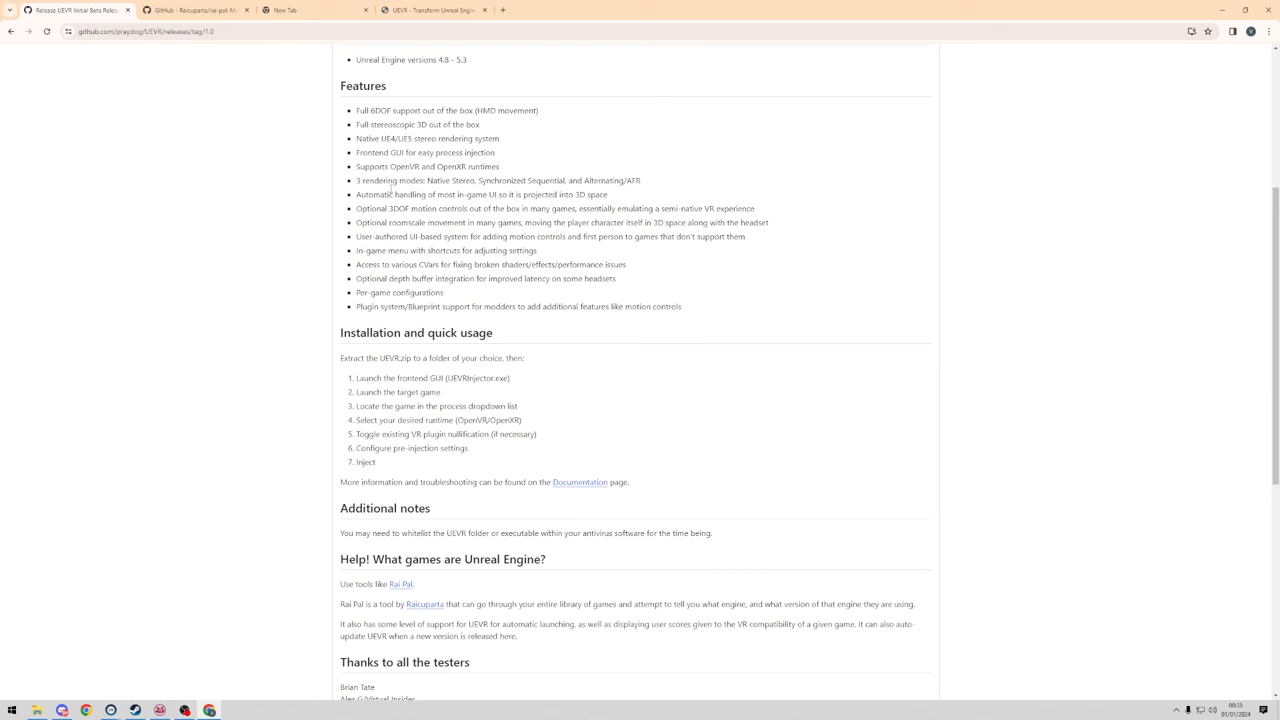 Release UEVR Initial Beta Releas
GitHub - Raicuparta/rai-pal: M
New Tab
UEVR - Transform Unreal Engin
github.com/praydog/UEVR/releases/tag/1.0
V
Unreal Engine versions 4.8 - 5.3
Features
Full 6DOF support out of the box (HMD movement)
Full stereoscopic 3D out of the box
Native UE4/UE5 stereo rendering system
Frontend GUI for easy process injection
Supports OpenVR and OpenXR runtimes
3 rendering modes: Native Stereo, Synchronized Sequential, and Alternating/AFR
Automatic handling of most in-game UI so it is projected into 3D space
Optional 3DOF motion controls out of the box in many games, essentially emulating a semi-native VR experience
Optional roomscale movement in many games, moving the player character itself in 3D space along with the headset
User-authored UI-based system for adding motion controls and first person to games that don't support them
In-game menu with shortcuts for adjusting settings
Access to various CVars for fixing broken shaders/effects/performance issues
Optional depth buffer integration for improved latency on some headsets
Per-game configurations
Plugin system/Blueprint support for modders to add additional features like motion controls
Installation and quick usage
Extract the UEVR.zip to a folder of your choice, then:
1. Launch the frontend GUI (UEVRInjector.exe)
2. Launch the target game
3. Locate the game in the process dropdown list
4. Select your desired runtime (OpenVR/OpenXR)
5. Toggle existing VR plugin nullification (if necessary)
6. Configure pre-injection settings
7. Inject
More information and troubleshooting can be found on the Documentation page.
Additional notes
You may need to whitelist the UEVR folder or executable within your antivirus software for the time being.
Help! What games are Unreal Engine?
Use tools like Rai Pal.
Rai Pal is a tool by Raicuparta that can go through your entire library of games and attempt to tell you what engine, and what version of that engine they are using.
It also has some level of support for UEVR for automatic launching, as well as displaying user scores given to the VR compatibility of a given game. It can also auto-
update UEVR when a new version is released here.
Thanks to all the testers
Brian Tate
Alex G/Virtual Insider
00:35
01/01/2024